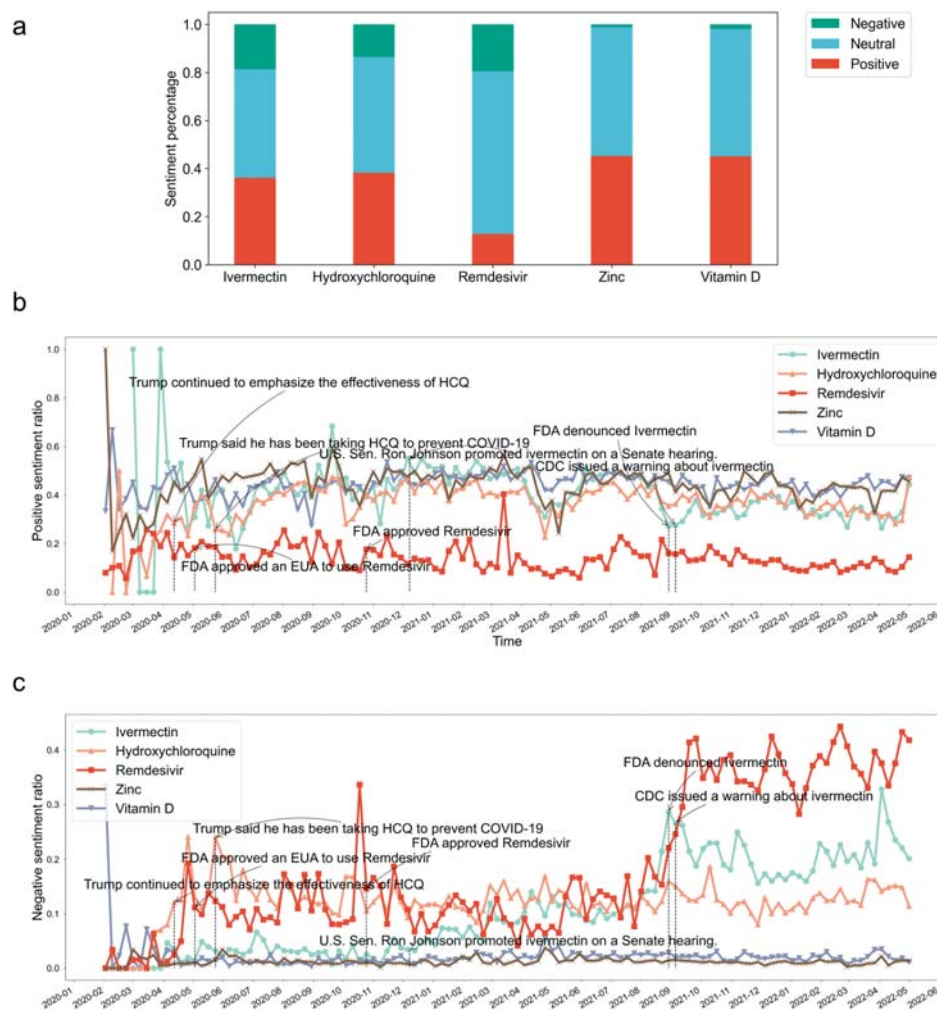 a
Negative
Neutral
Positive
Sentiment percentage
1.0
0.8
0.6
0.4
0.2
0.0
Ivermectin Hydroxychloroquine Remdesivir Zinc Vitamin D
b
Positive sentiment ratio
1.0
0.8
0.6
0.4
0.2
0.0
Ivermectin
Hydroxychloroquine
Remdesivir
Zinc
Vitamin D
Trump continued to emphasize the effectiveness of HCQ
Trump said he has been taking HCQ to prevent COVID-19
U.S. Sen. Ron Johnson promoted ivermectin on a Senate hearing.
FDA denounced Ivermectin
CDC issued a warning about ivermectin
FDA approved Remdesivir
FDA approved an EUA to use Remdesivir
2020-01 2020-02 2020-03 2020-04 2020-05 2020-06 2020-07 2020-08 2020-09 2020-10 2020-11 2020-12 2021-01 2021-02 2021-03 2021-04 2021-05 2021-06 2021-07 2021-08 2021-09 2021-10 2021-11 2021-12 2022-01 2022-02 2022-03 2022-04 2022-05 2022-06
Time
c
Negative sentiment ratio
0.4
0.3
0.2
0.1
0.0
Ivermectin
Hydroxychloroquine
Remdesivir
Zinc
Vitamin D
FDA denounced Ivermectin
CDC issued a warning about ivermectin
Trump said he has been taking HCQ to prevent COVID-19
FDA approved Remdesivir
FDA approved an EUA to use Remdesivir
Trump continued to emphasize the effectiveness of HCQ
U.S. Sen. Ron Johnson promoted ivermectin on a Senate hearing.
2020-01 2020-02 2020-03 2020-04 2020-05 2020-06 2020-07 2020-08 2020-09 2020-10 2020-11 2020-12 2021-01 2021-02 2021-03 2021-04 2021-05 2021-06 2021-07 2021-08 2021-09 2021-10 2021-11 2021-12 2022-01 2022-02 2022-03 2022-04 2022-05 2022-06